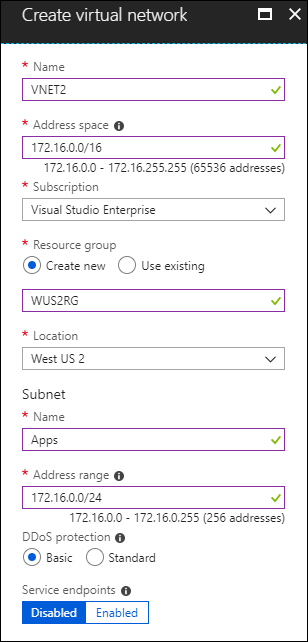 Create virtual network
* Name
VNET2
* Address space
172.16.0.0/16
172.16.0.0 - 172.16.255.255 (65536 addresses)
* Subscription
Visual Studio Enterprise
* Resource group
Create new Use existing
WUS2RG
* Location
West US 2
Subnet
* Name
Apps
* Address range
172.16.0.0/24
172.16.0.0 - 172.16.0.255 (256 addresses)
DDoS protection
Basic Standard
Service endpoints
Disabled Enabled